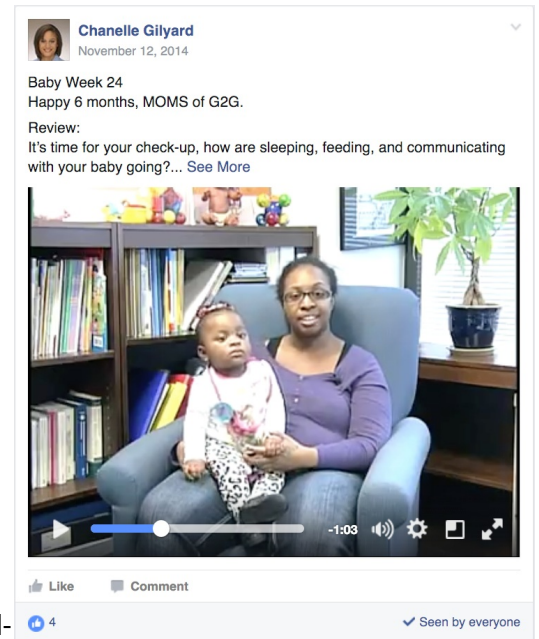 Chanelle Gilyard
November 12, 2014
Baby Week 24
Happy 6 months, MOMS of G2G.
Review:
It's time for your check-up, how are sleeping, feeding, and communicating
with your baby going?... See More
-1:03
Like Comment
4 Seen by everyone